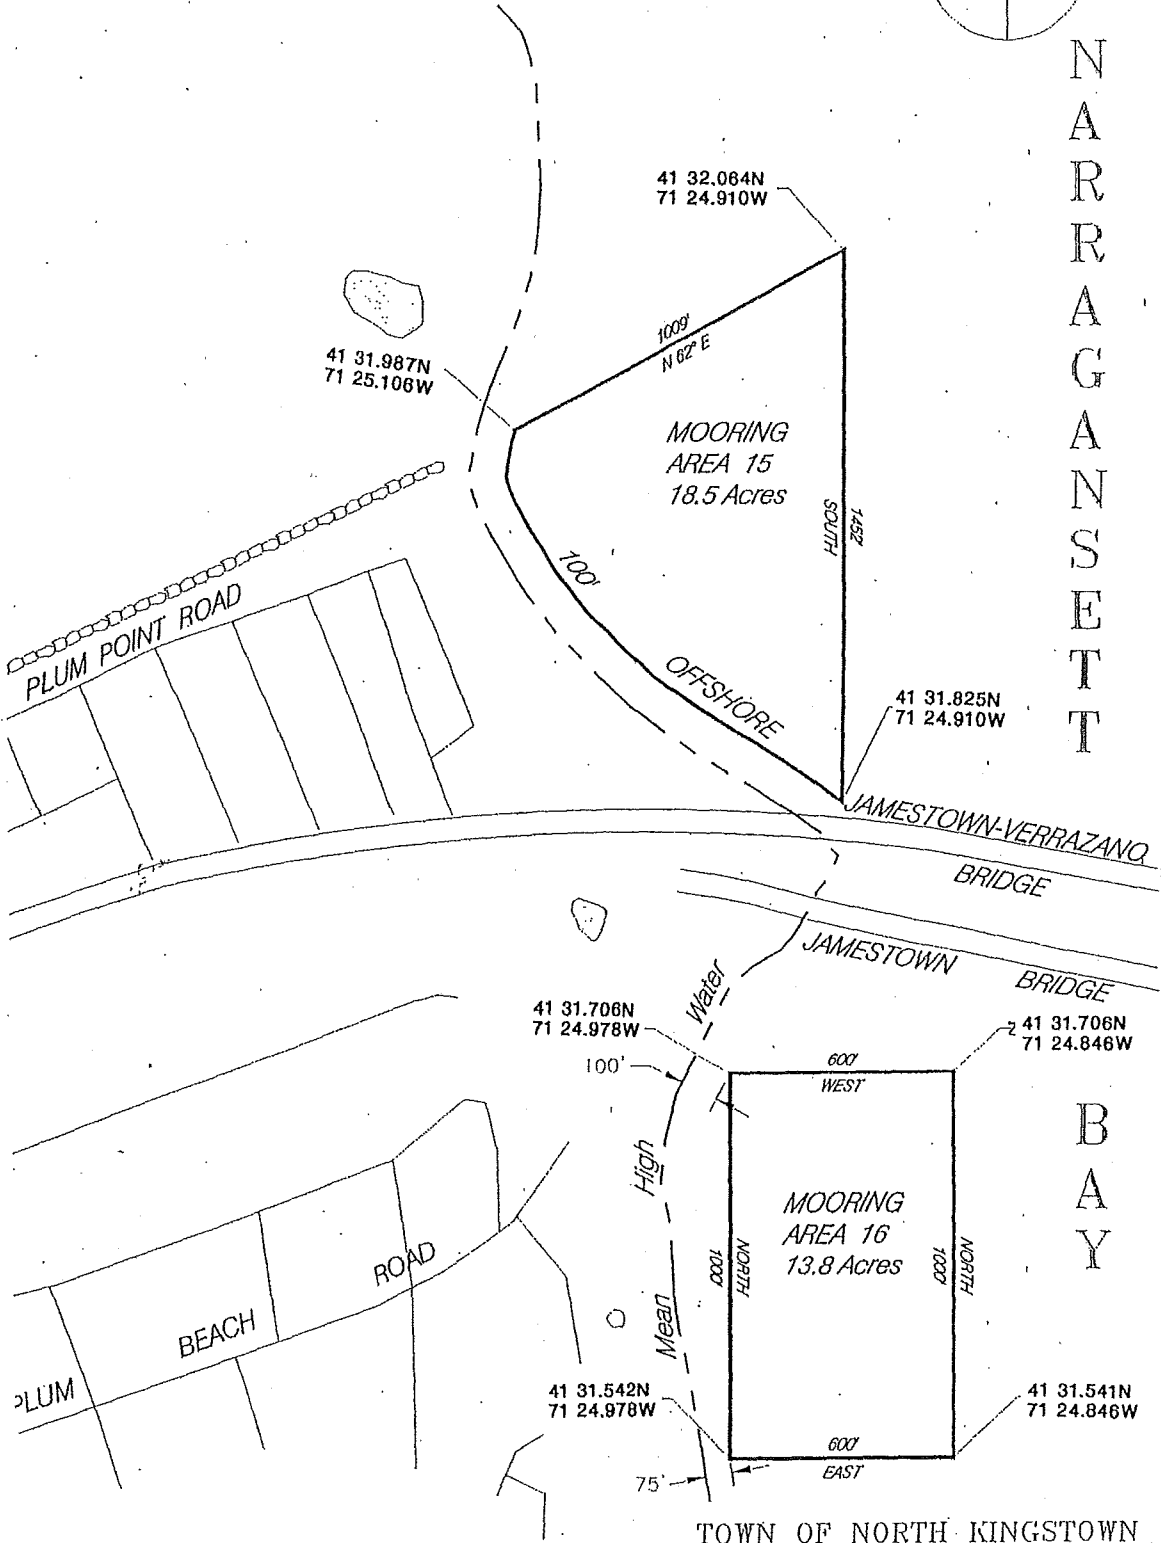 NARRAGANSETT
41 32.064N
71 24.910W
41 31.987N
71 25.106W
1009'
N 62° E
MOORING
AREA 15
18.5 Acres
1452'
SOUTH
100'
OFFSHORE
PLUM POINT ROAD
41 31.825N
71 24.910W
JAMESTOWN-VERRAZANO
BRIDGE
JAMESTOWN BRIDGE
Mean High Water
41 31.706N
71 24.978W
41 31.706N
71 24.846W
100'
600'
WEST
BAY
MOORING
AREA 16
13.8 Acres
1000'
NORTH
1000'
NORTH
PLUM BEACH ROAD
41 31.542N
71 24.978W
41 31.541N
71 24.846W
600'
EAST
75'
TOWN OF NORTH KINGSTOWN